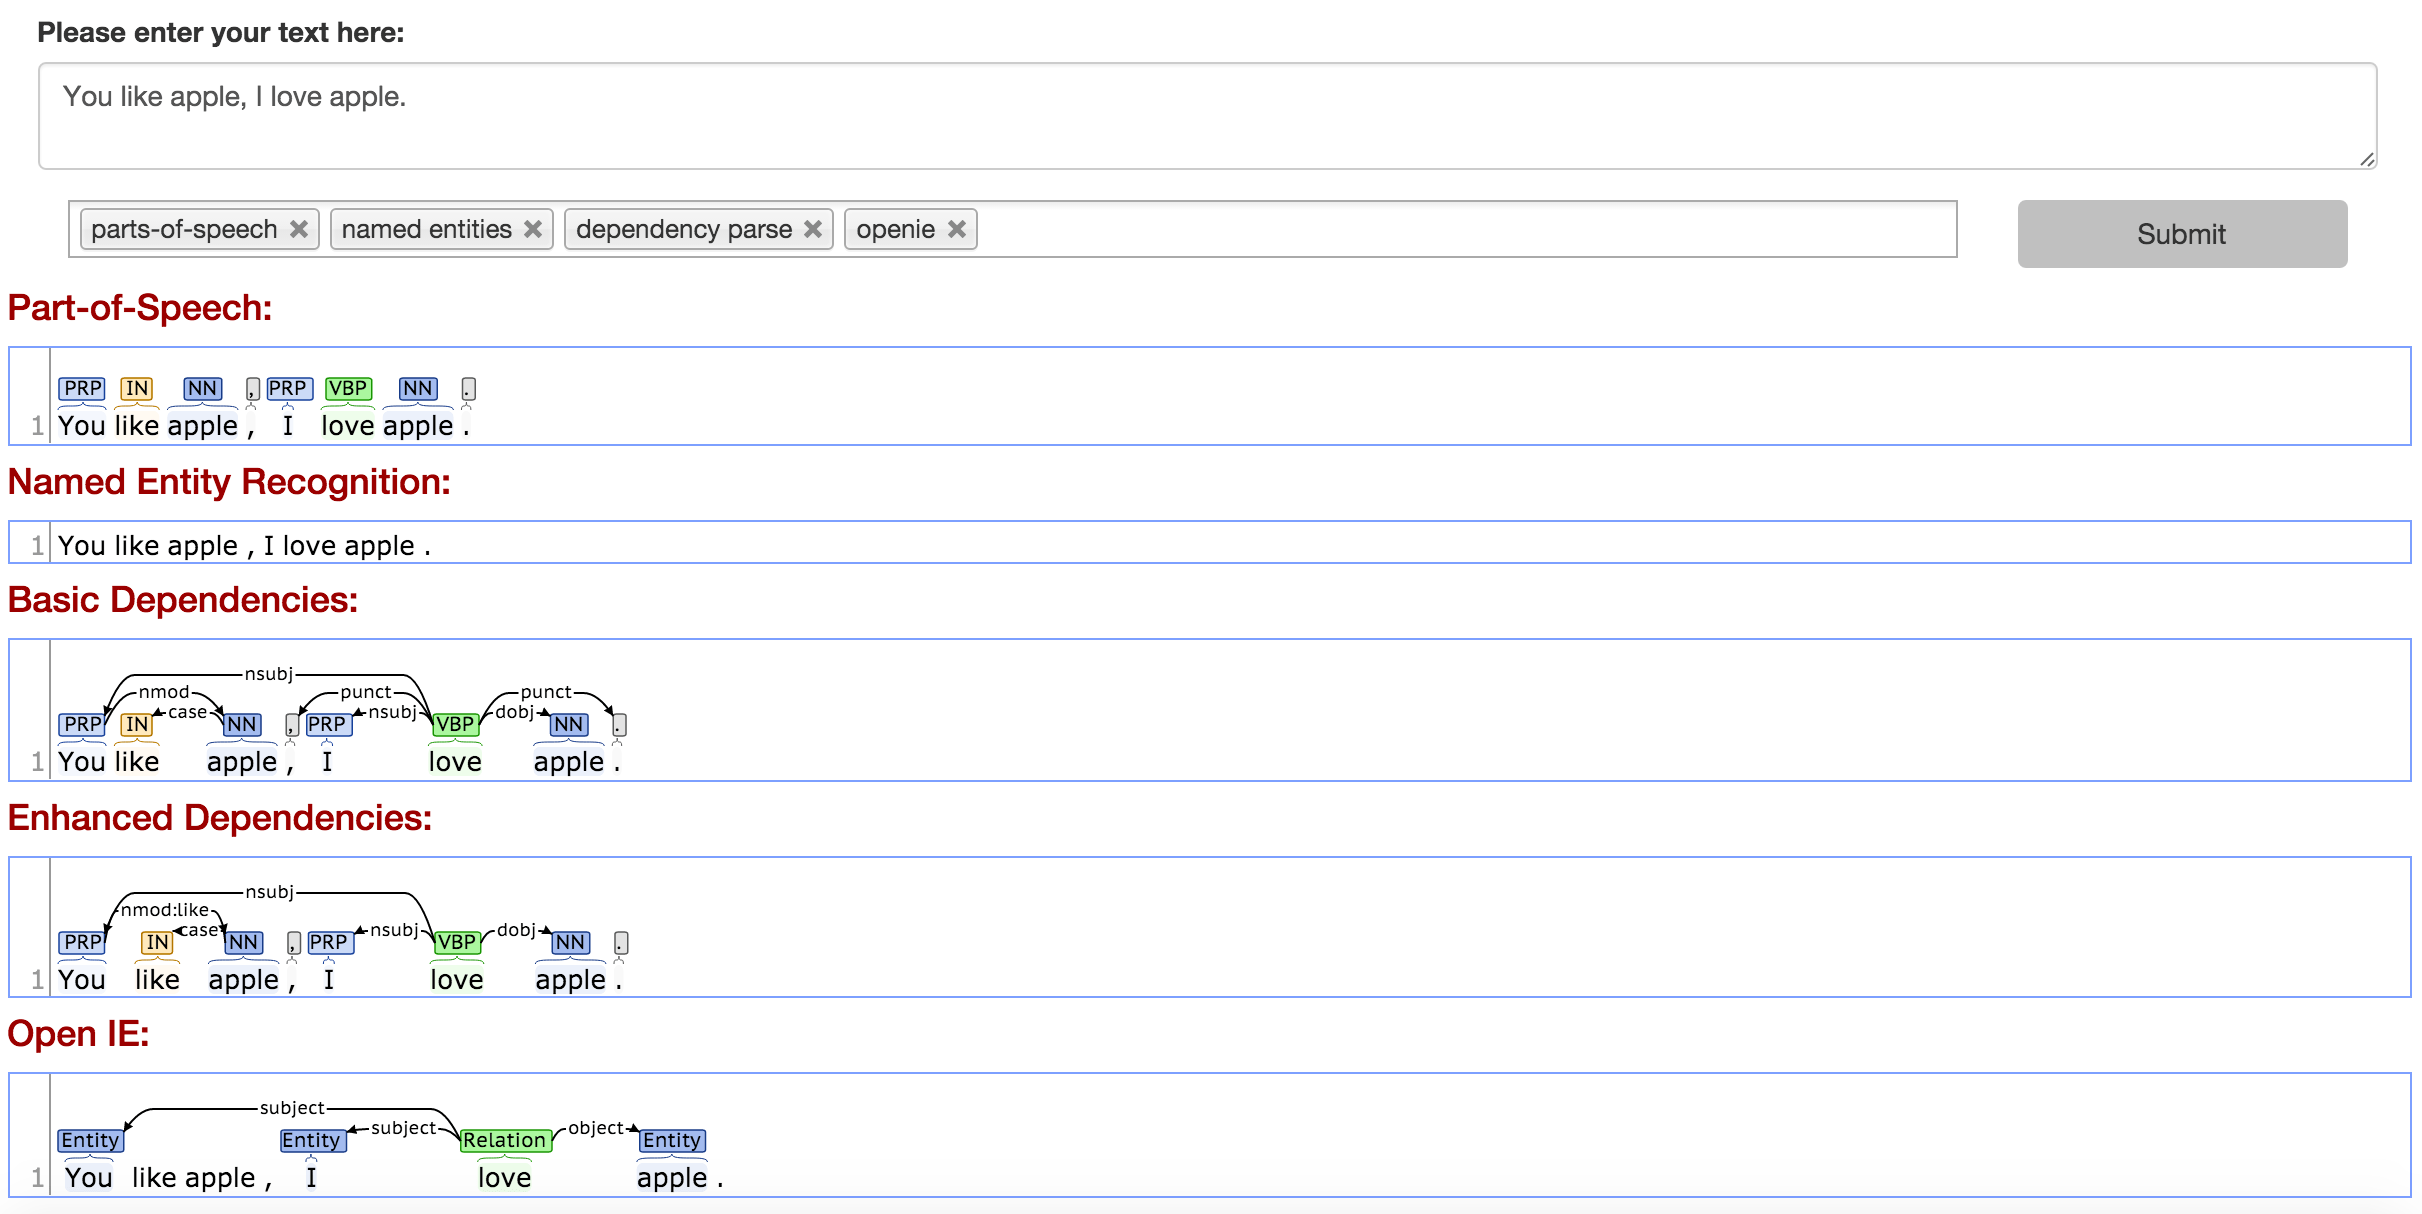 Please enter your text here:
You like apple, I love apple.
parts-of-speech × named entities × dependency parse × openie × Submit
Part-of-Speech:
PRP IN NN , PRP VBP NN .
1 You like apple , I love apple .
Named Entity Recognition:
1 You like apple , I love apple .
Basic Dependencies:
nsubj
nmod punct punct
case nsubj dobj
PRP IN NN , PRP VBP NN .
1 You like apple , I love apple .
Enhanced Dependencies:
nsubj
nmod:like
case nsubj dobj
PRP IN NN , PRP VBP NN .
1 You like apple , I love apple .
Open IE:
subject
subject object
Entity Entity Relation Entity
1 You like apple , I love apple .